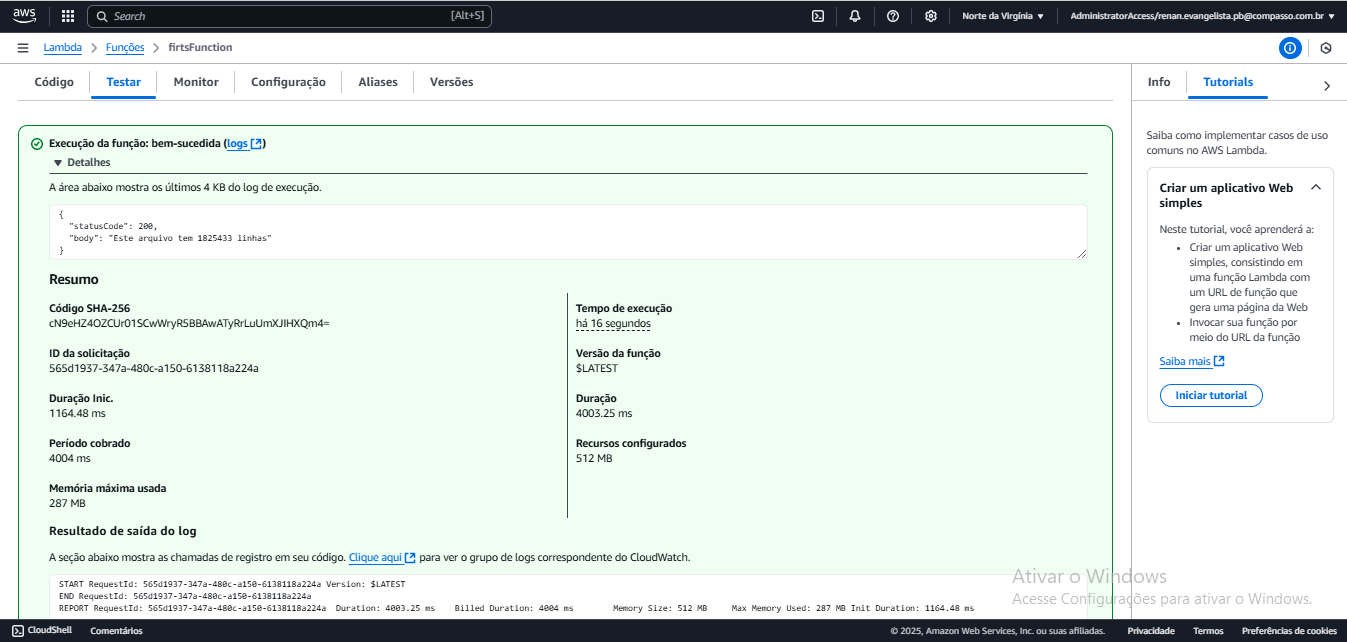 aws
Search [Alt+S]
Norte da Virgínia
AdministratorAccess/renan.evangelista.pb@compasso.com.br
Lambda > Funções > firtsFunction
Código
Testar
Monitor
Configuração
Aliases
Versões
Info
Tutorials
Execução da função: bem-sucedida (logs)
Detalhes
A área abaixo mostra os últimos 4 KB do log de execução.
{
"statusCode": 200,
"body": "Este arquivo tem 1825433 linhas"
}
Resumo
Código SHA-256
cN9eHZ4OZCUr01SCwWryR5BBAwATyRrLuUmXJIHXQm4=
Tempo de execução
há 16 segundos
ID da solicitação
565d1937-347a-480c-a150-6138118a224a
Versão da função
$LATEST
Duração Inic.
1164.48 ms
Duração
4003.25 ms
Período cobrado
4004 ms
Recursos configurados
512 MB
Memória máxima usada
287 MB
Resultado de saída do log
A seção abaixo mostra as chamadas de registro em seu código. Clique aqui para ver o grupo de logs correspondente do CloudWatch.
START RequestId: 565d1937-347a-480c-a150-6138118a224a Version: $LATEST
END RequestId: 565d1937-347a-480c-a150-6138118a224a
REPORT RequestId: 565d1937-347a-480c-a150-6138118a224a Duration: 4003.25 ms Billed Duration: 4004 ms Memory Size: 512 MB Max Memory Used: 287 MB Init Duration: 1164.48 ms
Saiba como implementar casos de uso
comuns no AWS Lambda.
Criar um aplicativo Web
simples
Neste tutorial, você aprenderá a:
• Criar um aplicativo Web
simples, consistindo em
uma função Lambda com
um URL de função que
gera uma página da Web
• Invocar sua função por
meio do URL da função
Saiba mais
Iniciar tutorial
Ativar o Windows
Acesse Configurações para ativar o Windows.
CloudShell
Comentários
© 2025, Amazon Web Services, Inc. ou suas afiliadas.
Privacidade
Termos
Preferências de cookies